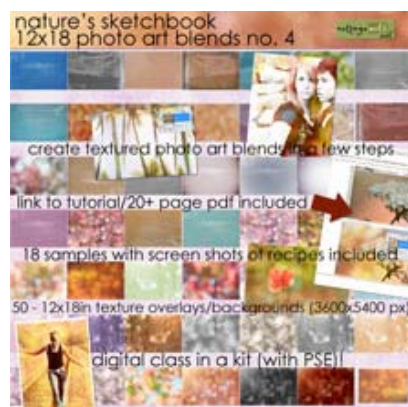 nature's sketchbook
12x18 photo art blends no. 4
create textured photo art blends in a few steps
link to tutorial/20+ page pdf included
18 samples with screen shots of recipes included
50 - 12x18in texture overlays/backgrounds (3600x5400 px)
digital class in a kit (with PSE)!